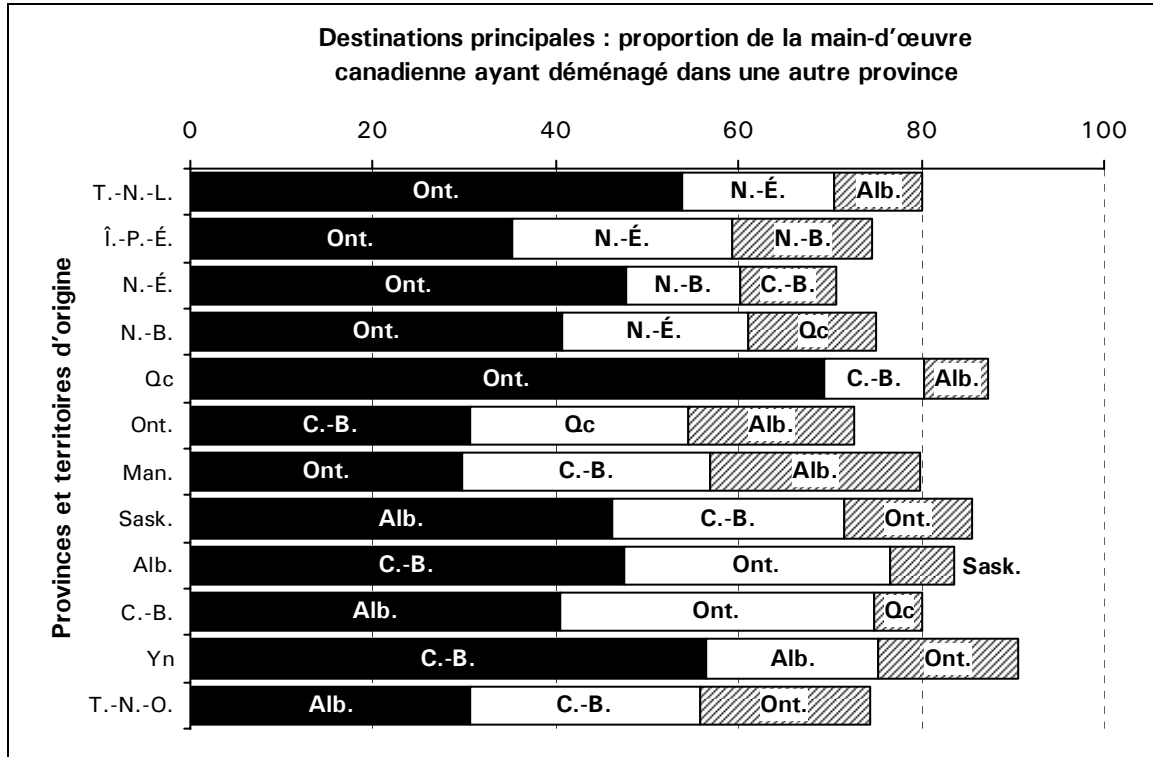 Destinations principales : proportion de la main-d'œuvre
canadienne ayant déménagé dans une autre province
0 20 40 60 80 100
Provinces et territoires d'origine
T.-N.-L. Ont. N.-É. Alb.
Î.-P.-É. Ont. N.-É. N.-B.
N.-É. Ont. N.-B. C.-B.
N.-B. Ont. N.-É. Qc
Qc Ont. C.-B. Alb.
Ont. C.-B. Qc Alb.
Man. Ont. C.-B. Alb.
Sask. Alb. C.-B. Ont.
Alb. C.-B. Ont. Sask.
C.-B. Alb. Ont. Qc
Yn C.-B. Alb. Ont.
T.-N.-O. Alb. C.-B. Ont.